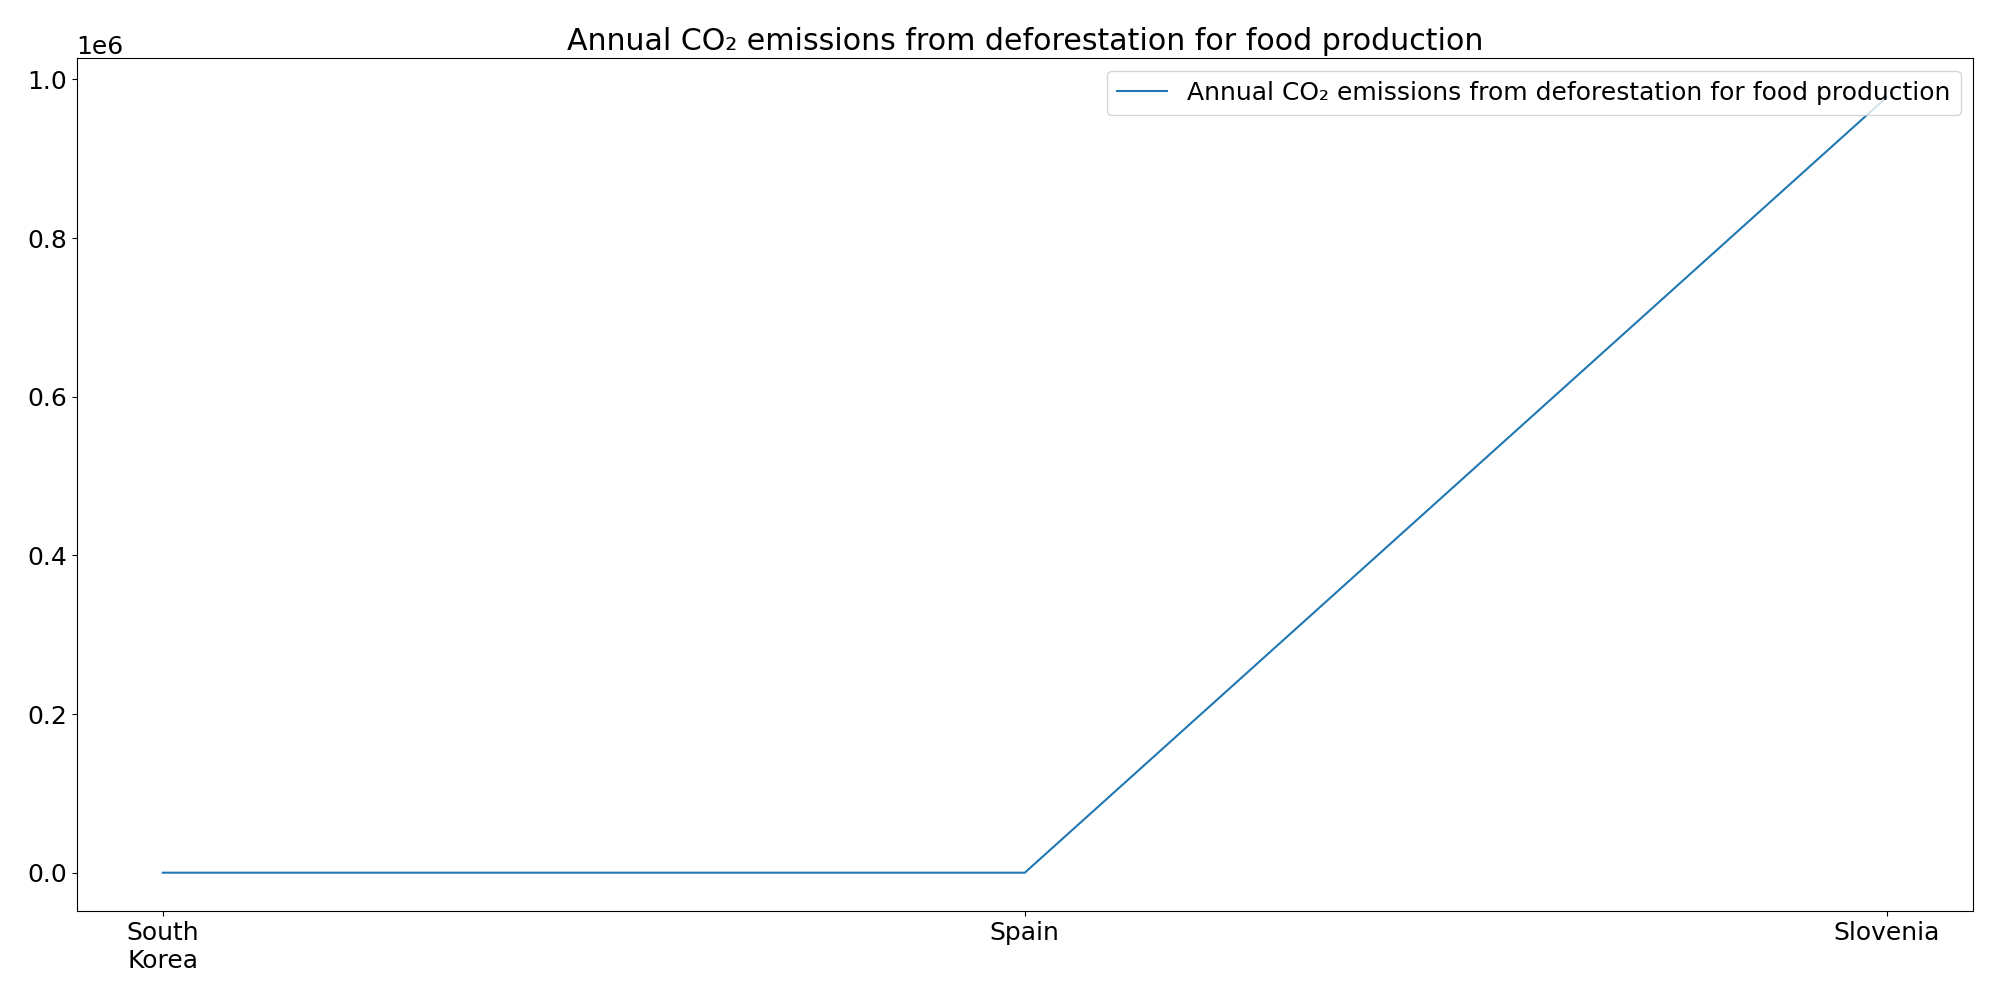 Annual CO₂ emissions from deforestation for food production
1e6
1.0
Annual CO₂ emissions from deforestation for food production
0.8
0.6
0.4
0.2
0.0
South
Korea
Spain
Slovenia